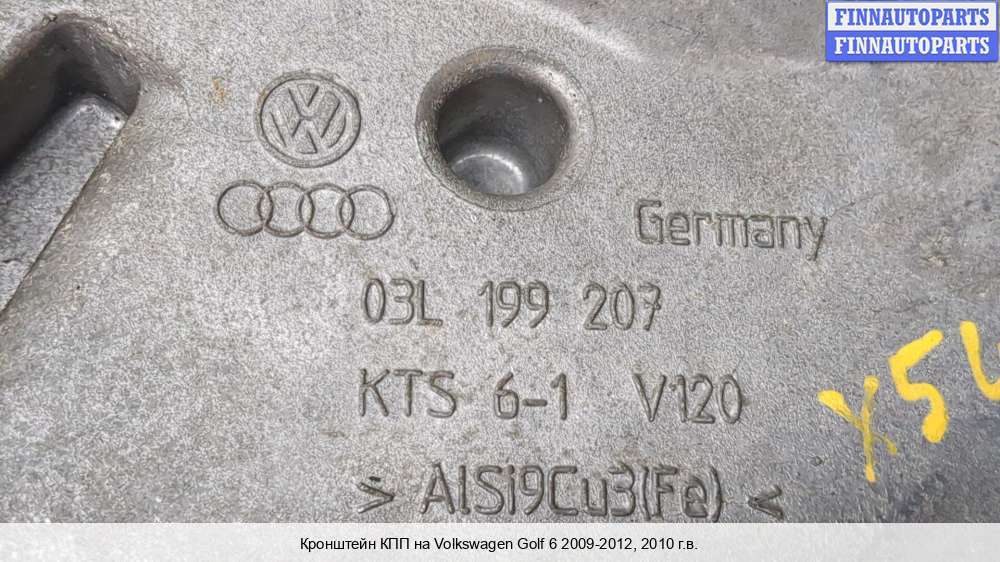 FINNAUTOPARTS
FINNAUTOPARTS
Germany
03L 199 207
KTS 6-1 V120
> AlSi9Cu3(Fe) <
Кронштейн КПП на Volkswagen Golf 6 2009-2012, 2010 г.в.